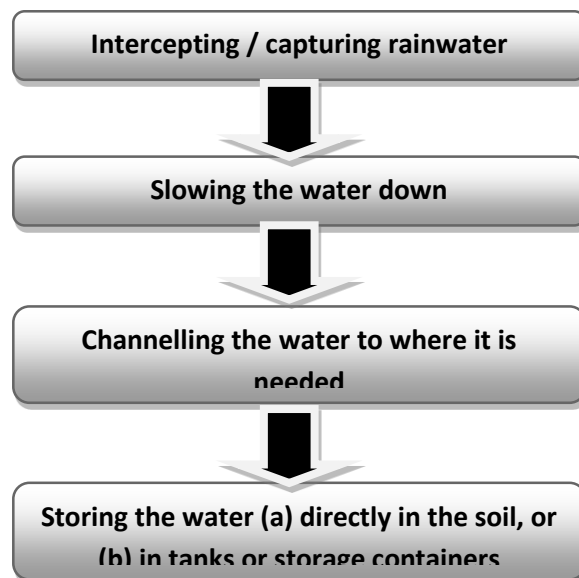 Intercepting / capturing rainwater
Slowing the water down
Channelling the water to where it is
needed
Storing the water (a) directly in the soil, or
(b) in tanks or storage containers